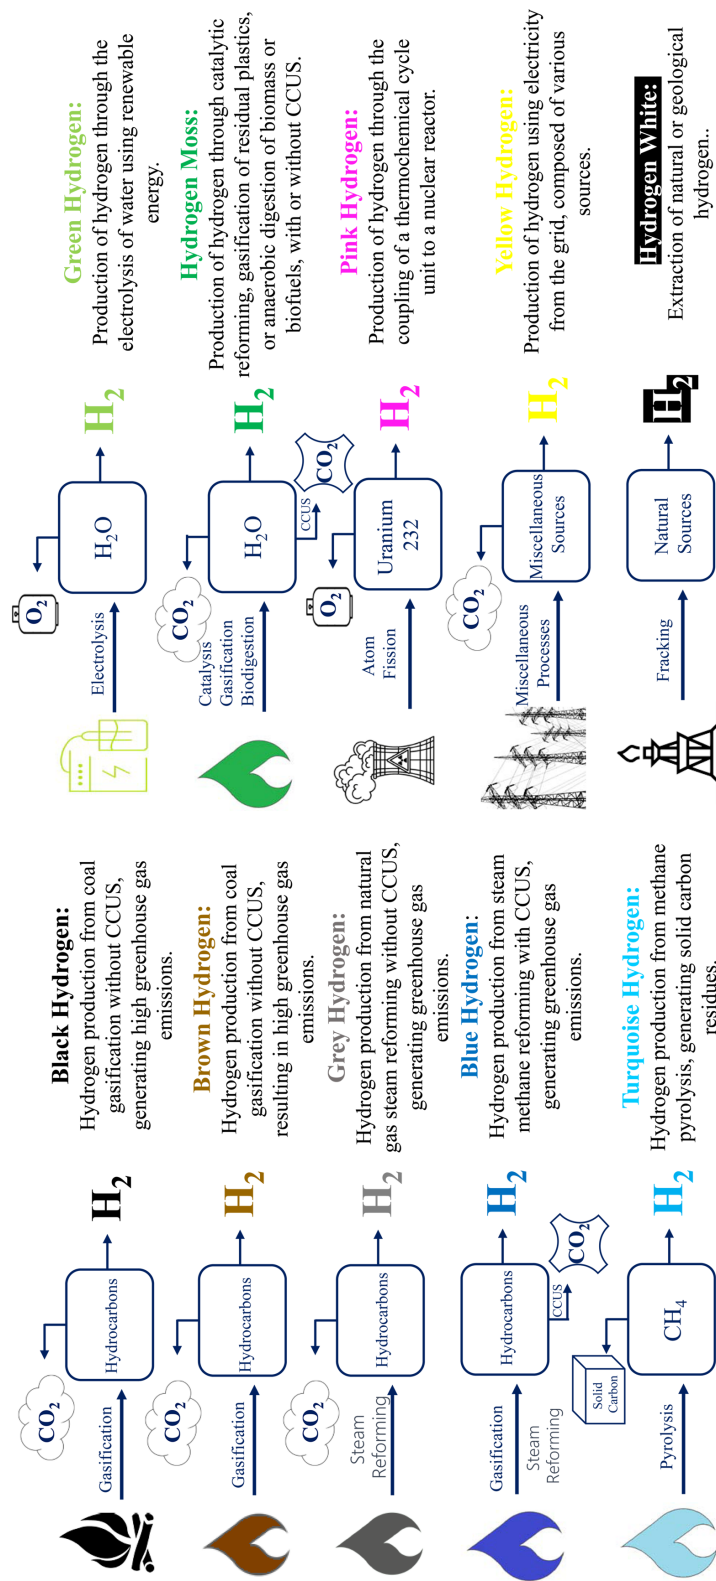 CO2
Gasification
Hydrocarbons
H2
Black Hydrogen:
Hydrogen production from coal
gasification without CCUS,
generating high greenhouse gas
emissions.
CO2
Gasification
Hydrocarbons
H2
Brown Hydrogen:
Hydrogen production from coal
gasification without CCUS,
resulting in high greenhouse gas
emissions.
CO2
Steam
Reforming
Hydrocarbons
H2
Grey Hydrogen:
Hydrogen production from natural
gas steam reforming without CCUS,
generating greenhouse gas
emissions.
Gasification
Steam
Reforming
Hydrocarbons
CCUS
CO2
H2
Blue Hydrogen:
Hydrogen production from steam
methane reforming with CCUS,
generating greenhouse gas
emissions.
Solid
Carbon
Pyrolysis
CH4
H2
Turquoise Hydrogen:
Hydrogen production from methane
pyrolysis, generating solid carbon
residues.
O2
Electrolysis
H2O
H2
Green Hydrogen:
Production of hydrogen through the
electrolysis of water using renewable
energy.
CO2
Catalysis
Gasification
Biodigestion
H2O
CCUS
CO2
H2
Hydrogen Moss:
Production of hydrogen through catalytic
reforming, gasification of residual plastics,
or anaerobic digestion of biomass or
biofuels, with or without CCUS.
O2
Atom
Fission
Uranium
232
H2
Pink Hydrogen:
Production of hydrogen through the
coupling of a thermochemical cycle
unit to a nuclear reactor.
CO2
Miscellaneous
Processes
Miscellaneous
Sources
H2
Yellow Hydrogen:
Production of hydrogen using electricity
from the grid, composed of various
sources.
Fracking
Natural
Sources
H2
Hydrogen White:
Extraction of natural or geological
hydrogen..